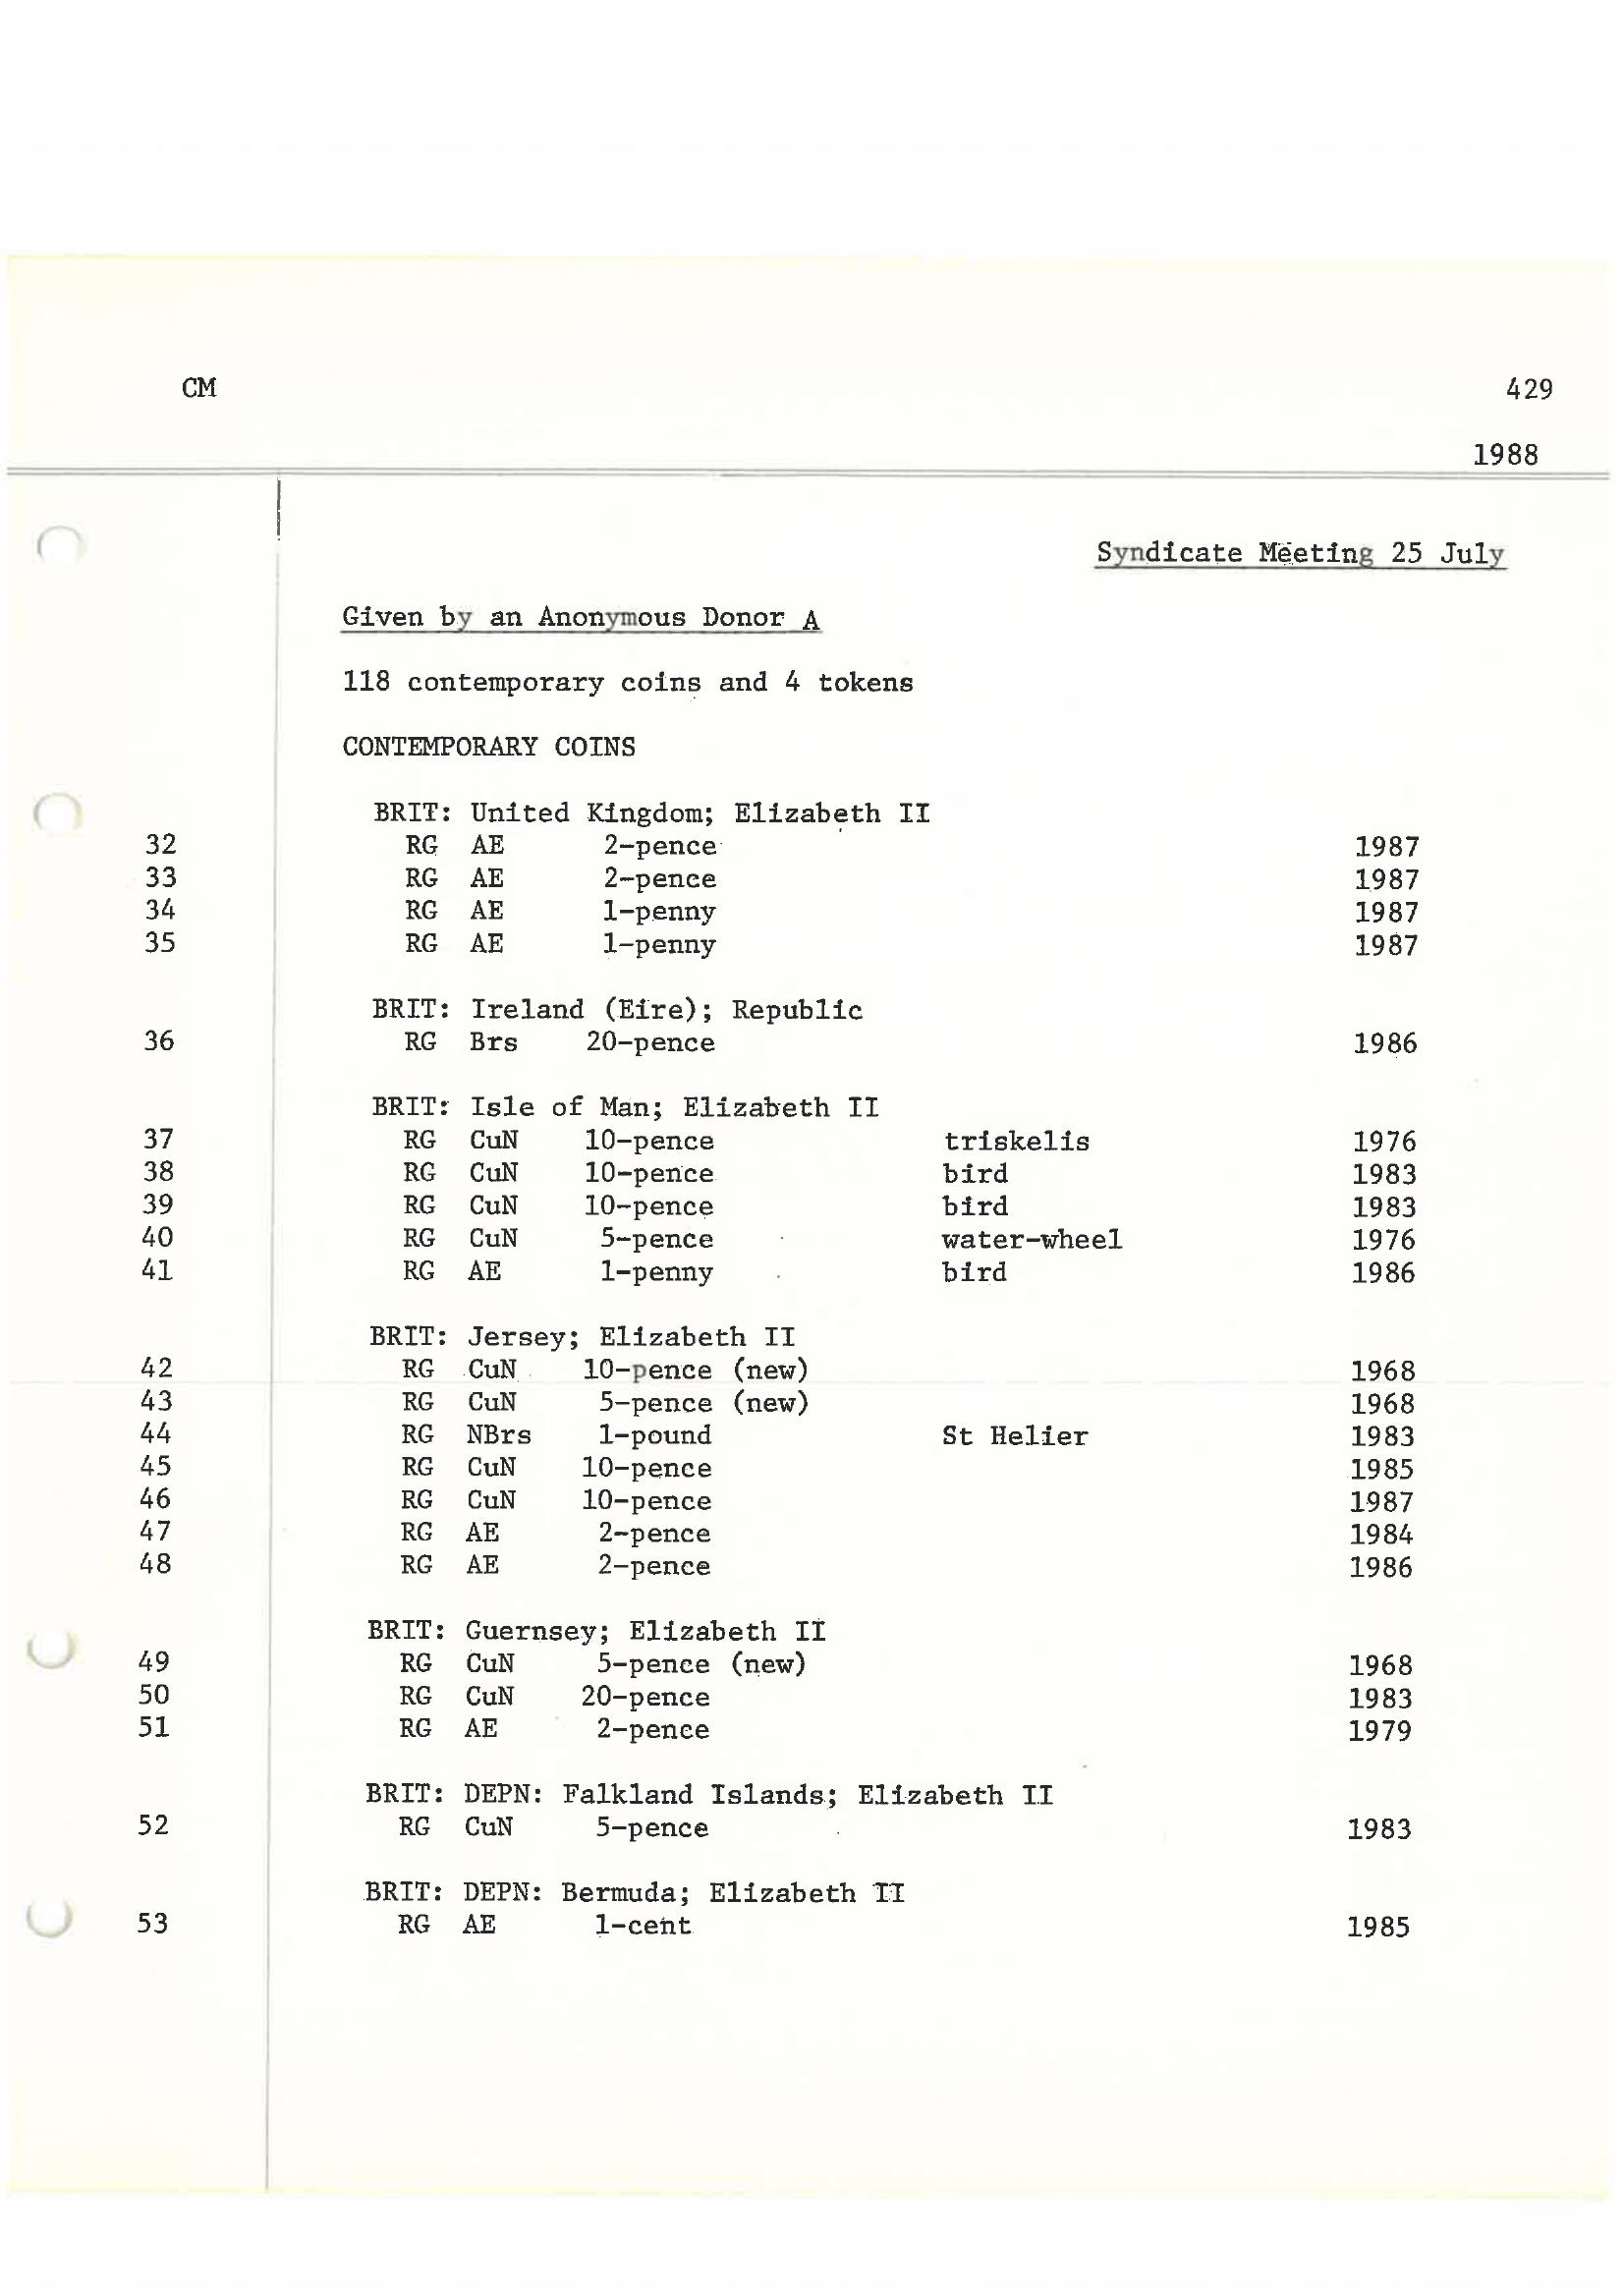 CM 429
1988
Syndicate Meeting 25 July
Given by an Anonymous Donor A
118 contemporary coins and 4 tokens
CONTEMPORARY COINS
BRIT: United Kingdom; Elizabeth II
32 RG AE 2-pence 1987
33 RG AE 2-pence 1987
34 RG AE 1-penny 1987
35 RG AE 1-penny 1987
BRIT: Ireland (Eire); Republic
36 RG Brs 20-pence 1986
BRIT: Isle of Man; Elizabeth II
37 RG CuN 10-pence triskelis 1976
38 RG CuN 10-pence bird 1983
39 RG CuN 10-pence bird 1983
40 RG CuN 5-pence water-wheel 1976
41 RG AE 1-penny bird 1986
BRIT: Jersey; Elizabeth II
42 RG CuN 10-pence (new) 1968
43 RG CuN 5-pence (new) 1968
44 RG NBrs 1-pound St Helier 1983
45 RG CuN 10-pence 1985
46 RG CuN 10-pence 1987
47 RG AE 2-pence 1984
48 RG AE 2-pence 1986
BRIT: Guernsey; Elizabeth II
49 RG CuN 5-pence (new) 1968
50 RG CuN 20-pence 1983
51 RG AE 2-pence 1979
BRIT: DEPN: Falkland Islands; Elizabeth II
52 RG CuN 5-pence 1983
BRIT: DEPN: Bermuda; Elizabeth II
53 RG AE 1-cent 1985